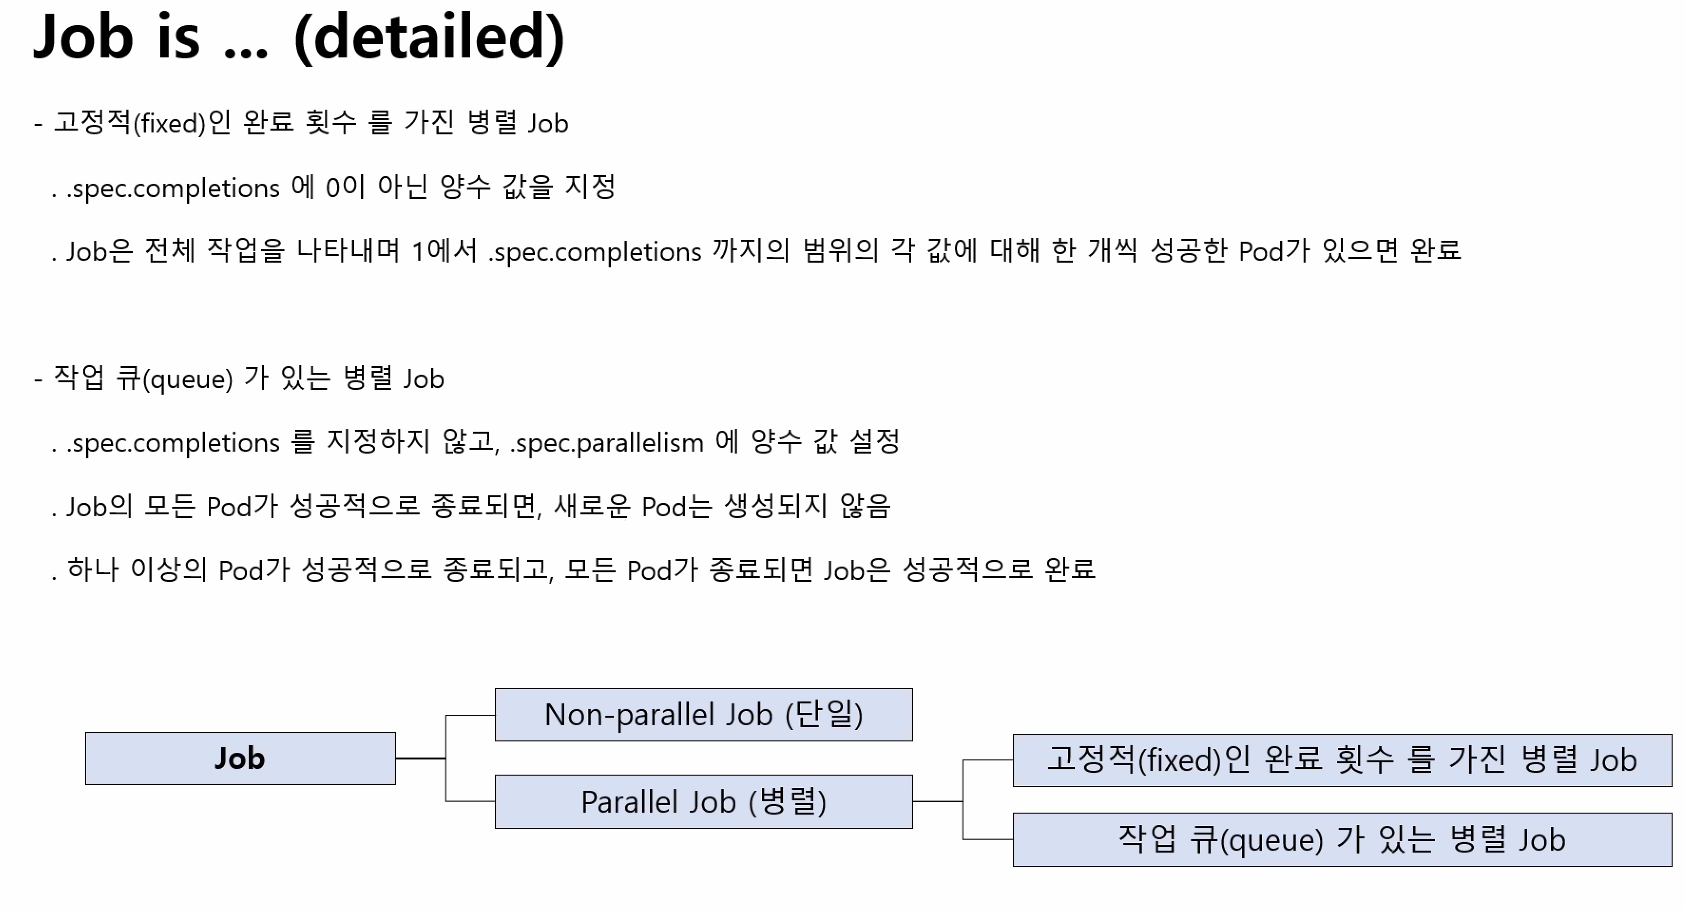 Job is ... (detailed)
- 고정적(fixed)인 완료 횟수 를 가진 병렬 Job
. .spec.completions 에 0이 아닌 양수 값을 지정
. Job은 전체 작업을 나타내며 1에서 .spec.completions 까지의 범위의 각 값에 대해 한 개씩 성공한 Pod가 있으면 완료
- 작업 큐(queue) 가 있는 병렬 Job
. .spec.completions 를 지정하지 않고, .spec.parallelism 에 양수 값 설정
. Job의 모든 Pod가 성공적으로 종료되면, 새로운 Pod는 생성되지 않음
. 하나 이상의 Pod가 성공적으로 종료되고, 모든 Pod가 종료되면 Job은 성공적으로 완료
Job
Non-parallel Job (단일)
Parallel Job (병렬)
고정적(fixed)인 완료 횟수 를 가진 병렬 Job
작업 큐(queue) 가 있는 병렬 Job